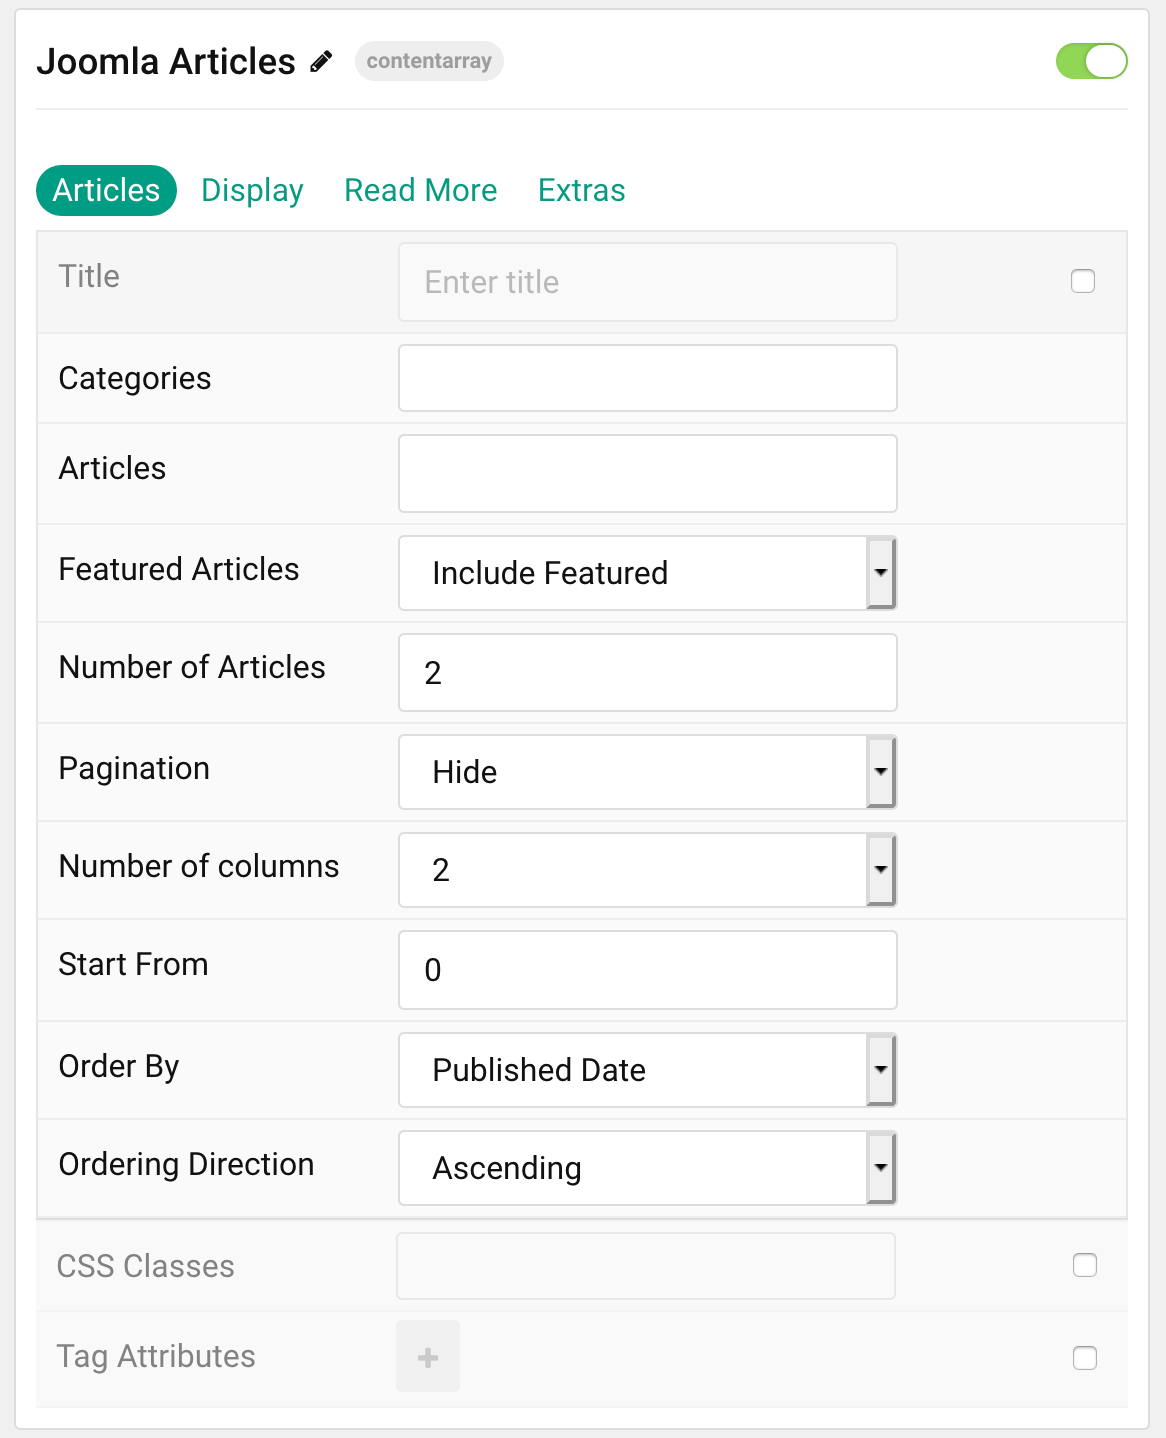 Joomla Articles contentarray
Articles Display Read More Extras
Title Enter title
Categories
Articles
Featured Articles Include Featured
Number of Articles 2
Pagination Hide
Number of columns 2
Start From 0
Order By Published Date
Ordering Direction Ascending
CSS Classes
Tag Attributes +